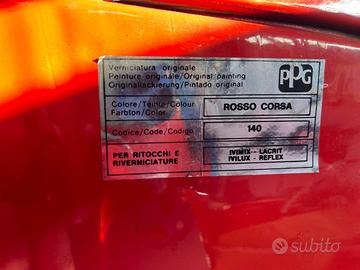 Verniciatura originale
Peinture originale/Original painting
Originallackierung/Pintado original
PPG
Colore/Teinte/Colour
Farbton/Color
ROSSO CORSA
Codice/Code/Codigo
140
PER RITOCCHI E
RIVERNICIATURE
IVIMIX - LACRIT
IVILUX - REFLEX
subito